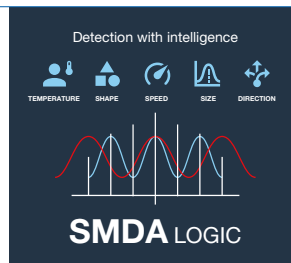 Detection with intelligence
TEMPERATURE SHAPE SPEED SIZE DIRECTION
SMDA LOGIC